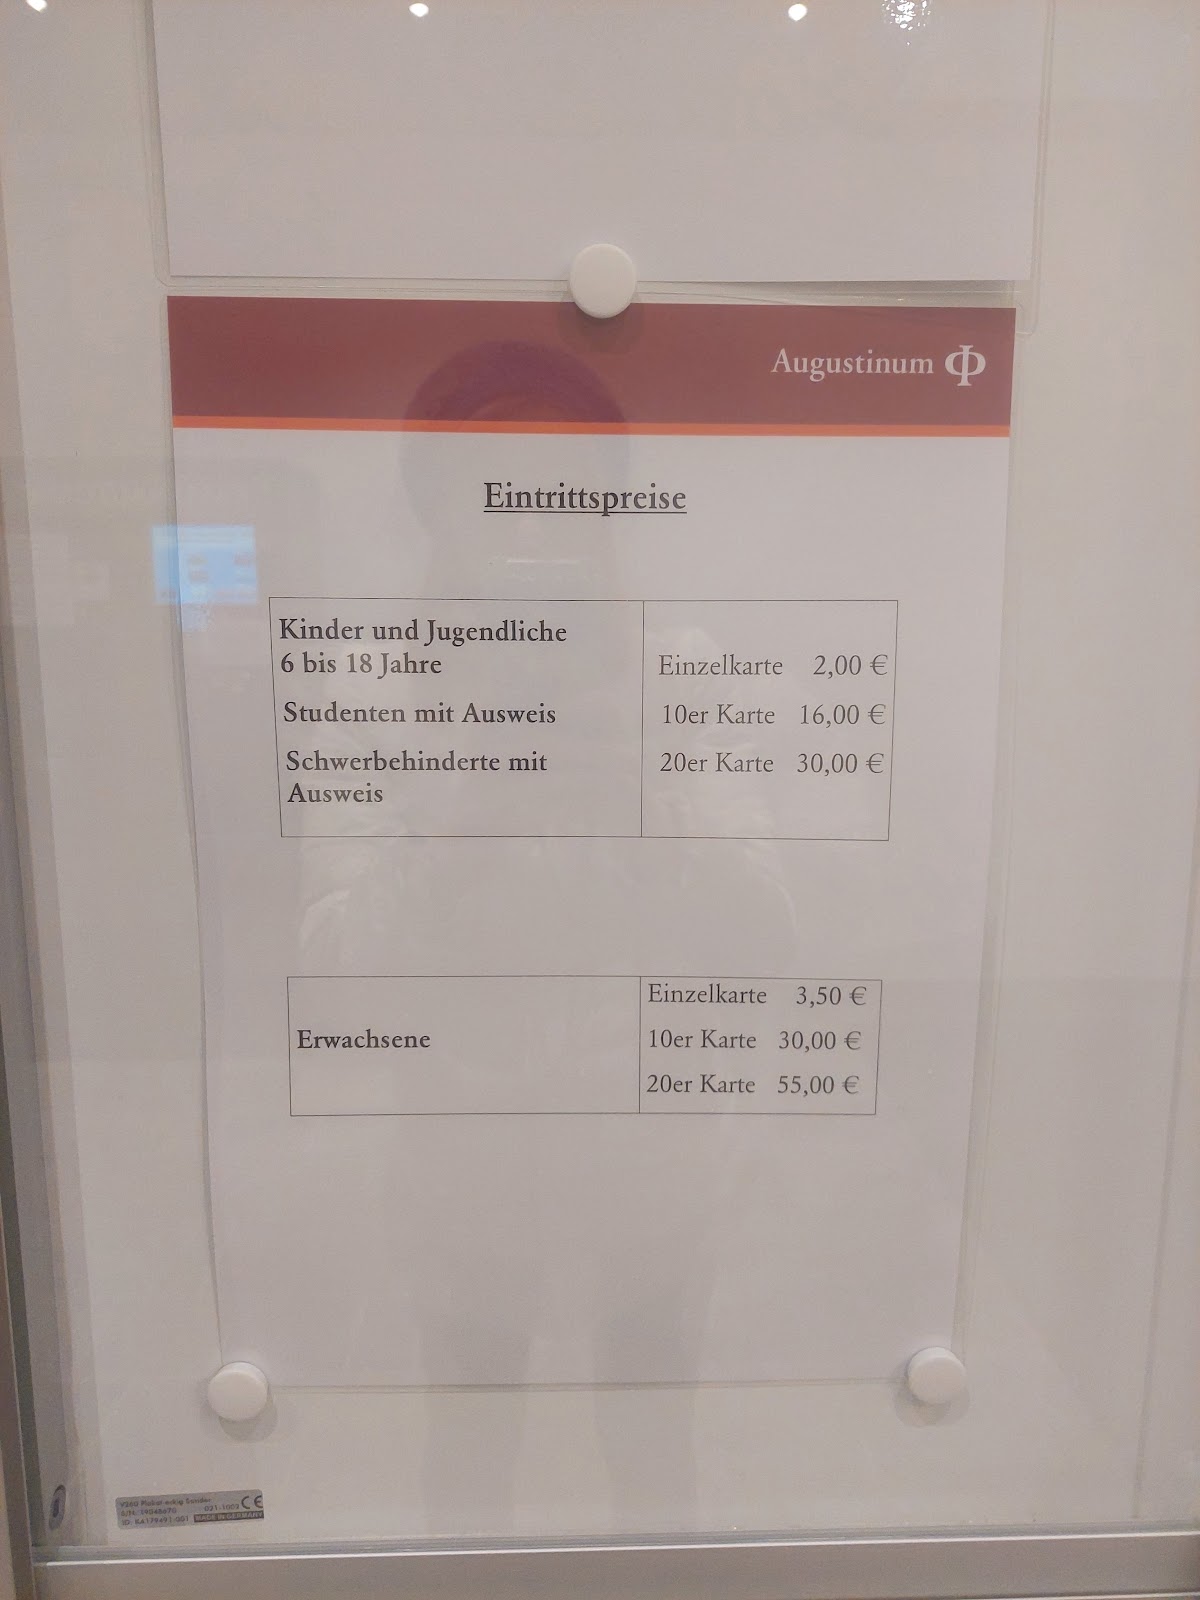 Augustinum
Eintrittspreise
Kinder und Jugendliche
6 bis 18 Jahre
Studenten mit Ausweis
Schwerbehinderte mit
Ausweis
Einzelkarte 2,00 €
10er Karte 16,00 €
20er Karte 30,00 €
Erwachsene
Einzelkarte 3,50 €
10er Karte 30,00 €
20er Karte 55,00 €
CE
MADE IN GERMANY